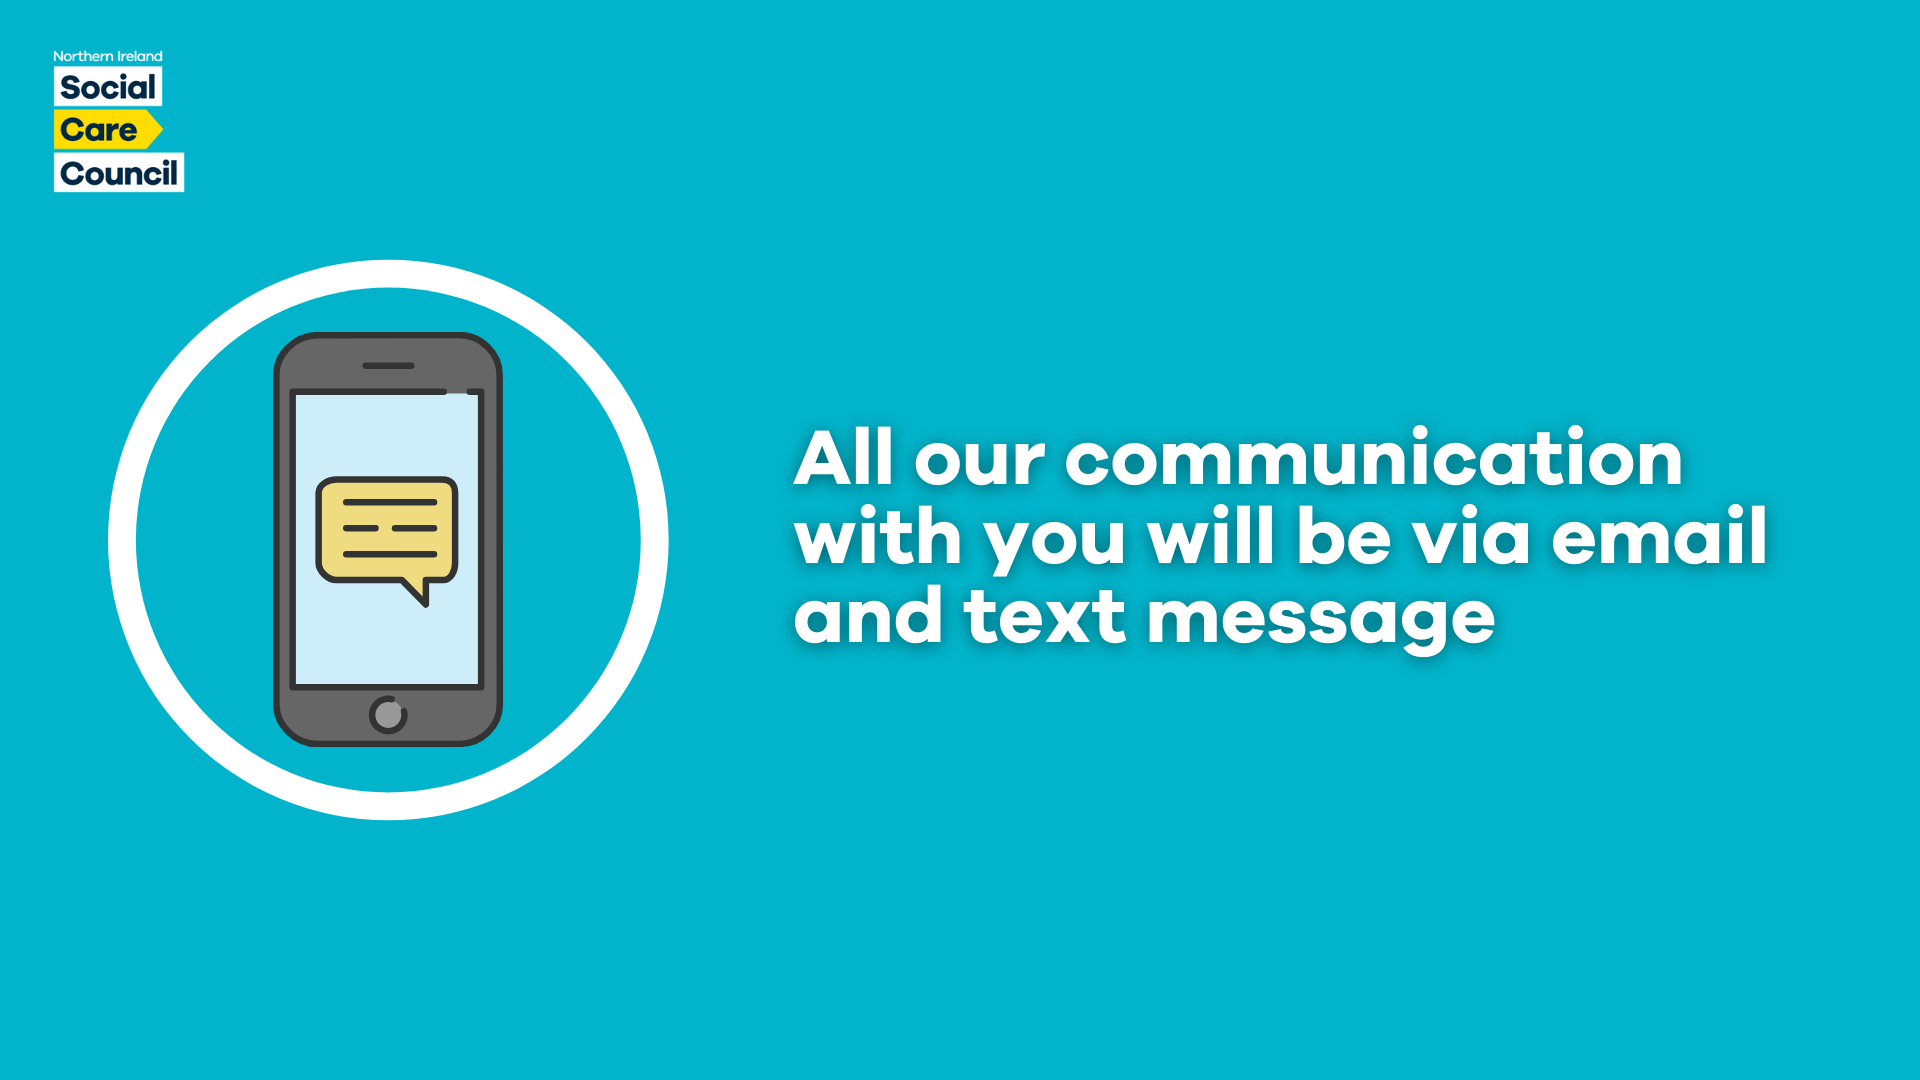 Northern Ireland
Social
Care
Council
All our communication
with you will be via email
and text message